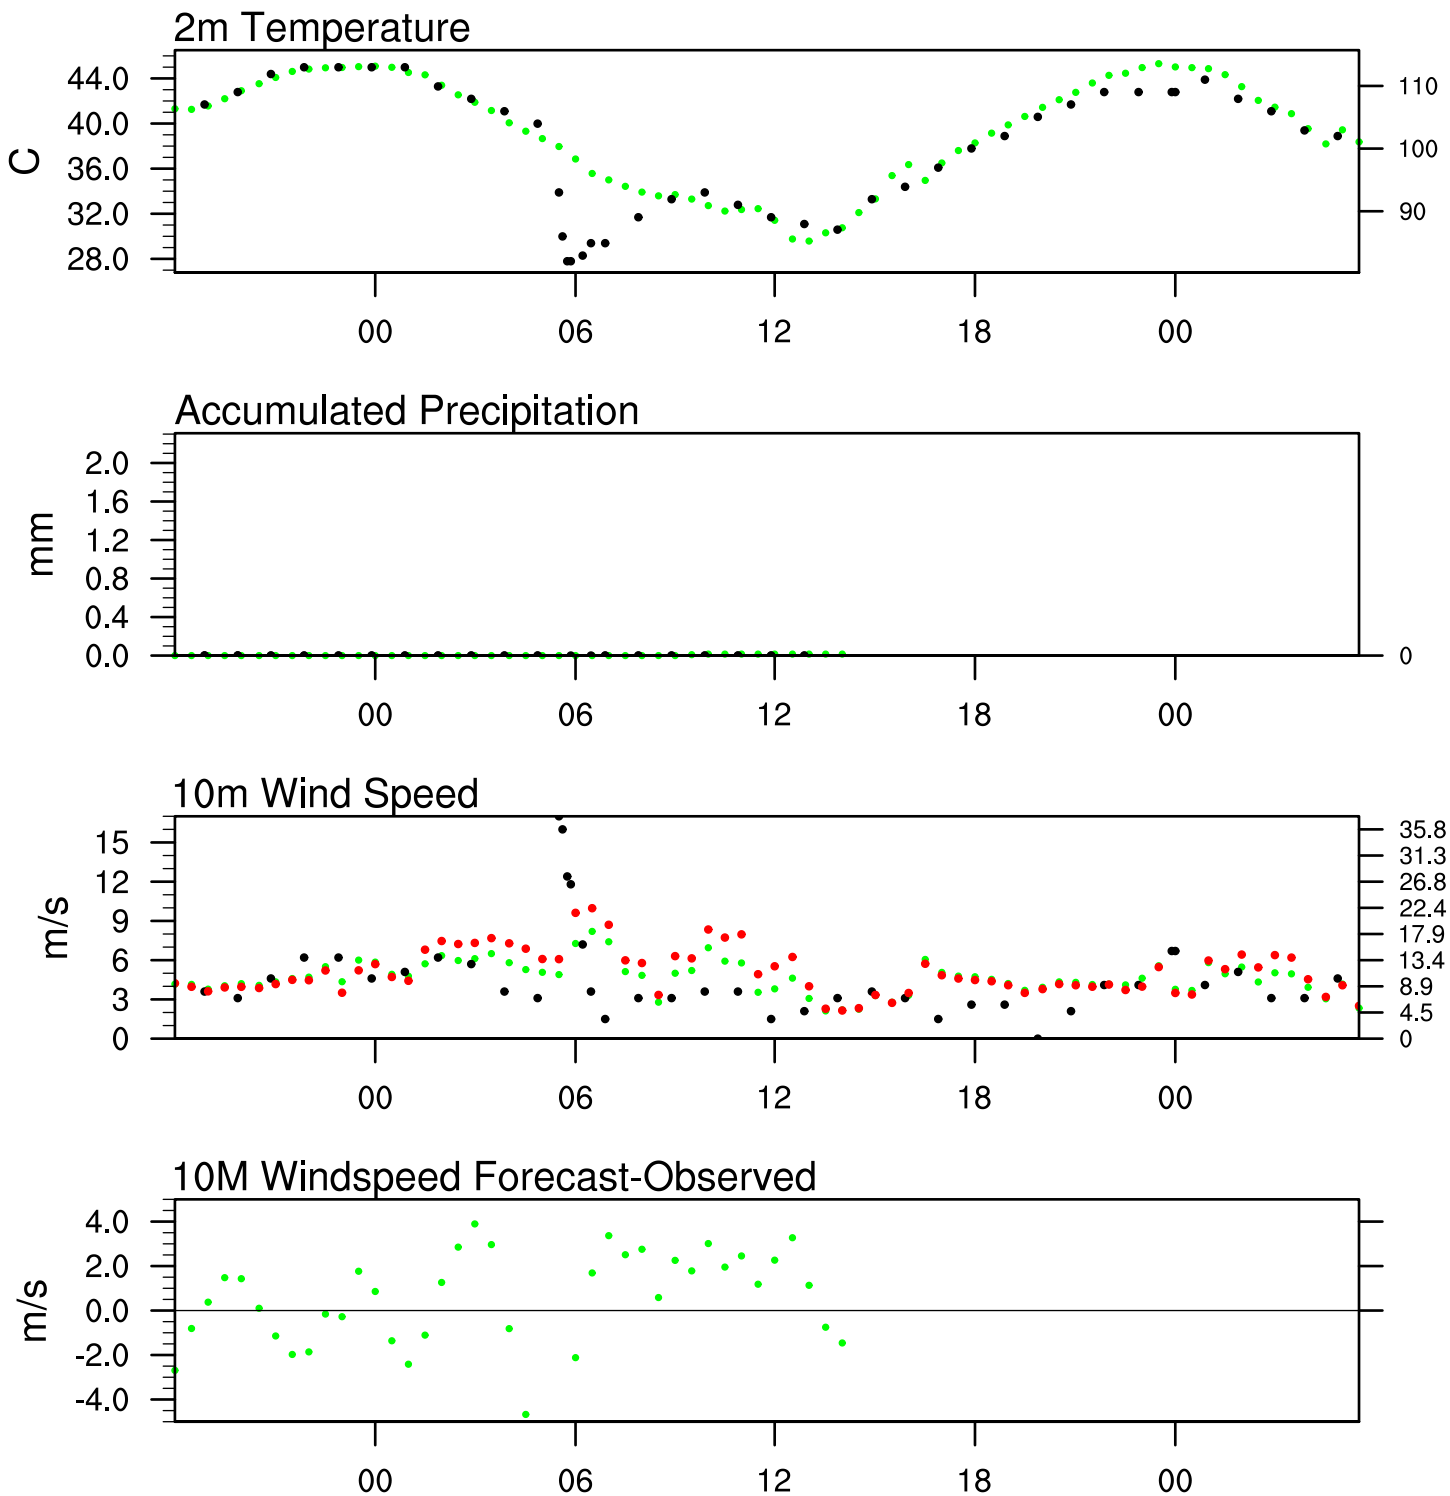 2m Temperature
44.0
40.0
36.0
32.0
28.0
C
110
100
90
00 06 12 18 00
Accumulated Precipitation
2.0
1.6
1.2
0.8
0.4
0.0
mm
0
00 06 12 18 00
10m Wind Speed
15
12
9
6
3
0
m/s
35.8
31.3
26.8
22.4
17.9
13.4
8.9
4.5
0
00 06 12 18 00
10M Windspeed Forecast-Observed
4.0
2.0
0.0
-2.0
-4.0
m/s
00 06 12 18 00